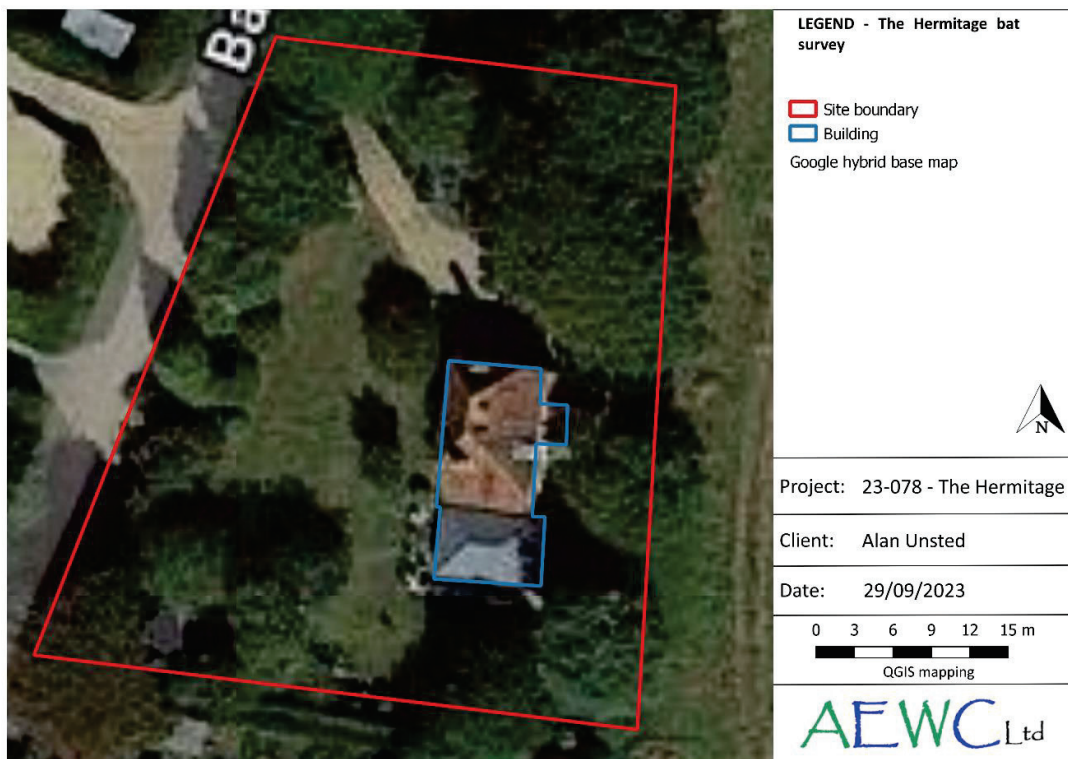 Ba
LEGEND - The Hermitage bat
survey
Site boundary
Building
Google hybrid base map
N
Project: 23-078 - The Hermitage
Client: Alan Unsted
Date: 29/09/2023
0 3 6 9 12 15 m
QGIS mapping
AEWC Ltd